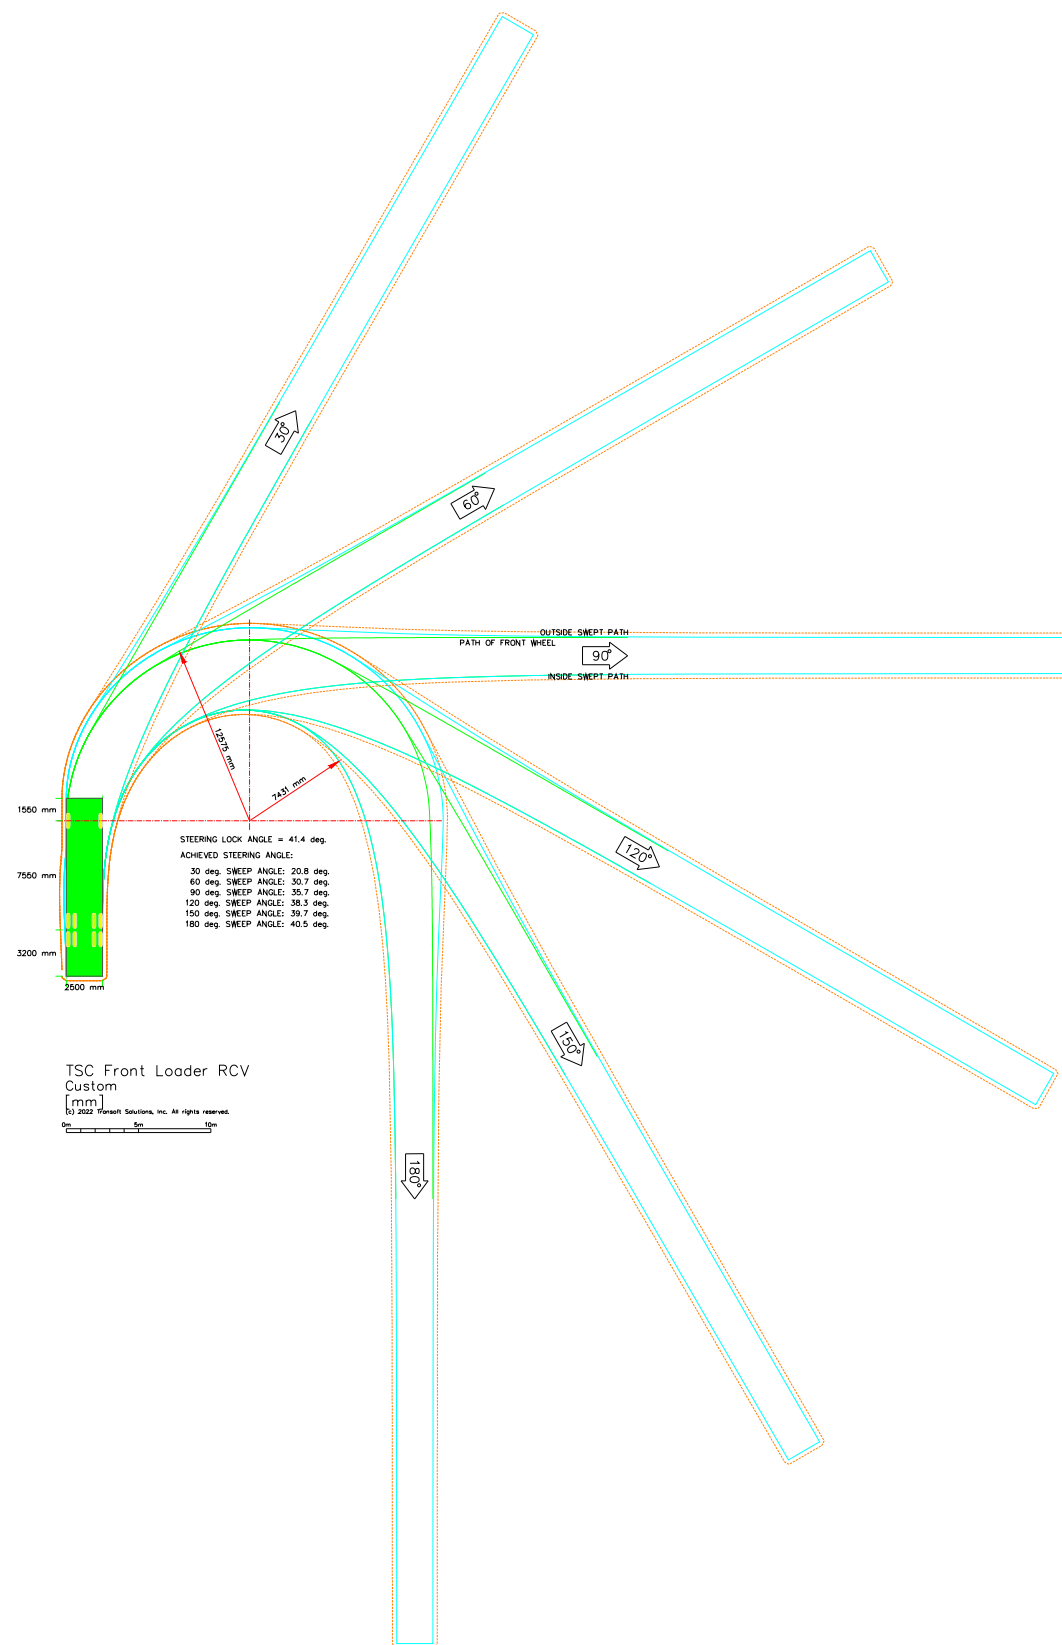 30°
60°
OUTSIDE SWEPT PATH
PATH OF FRONT WHEEL
90°
INSIDE SWEPT PATH
12575 mm
7431 mm
1550 mm
STEERING LOCK ANGLE = 41.4 deg.
ACHIEVED STEERING ANGLE:
30 deg. SWEEP ANGLE: 20.8 deg.
60 deg. SWEEP ANGLE: 30.7 deg.
90 deg. SWEEP ANGLE: 35.7 deg.
120 deg. SWEEP ANGLE: 38.3 deg.
150 deg. SWEEP ANGLE: 39.7 deg.
180 deg. SWEEP ANGLE: 40.5 deg.
120°
7550 mm
3200 mm
2500 mm
150°
TSC Front Loader RCV
Custom
[mm]
(c) 2022 Transoft Solutions, Inc. All rights reserved.
0m 5m 10m
180°